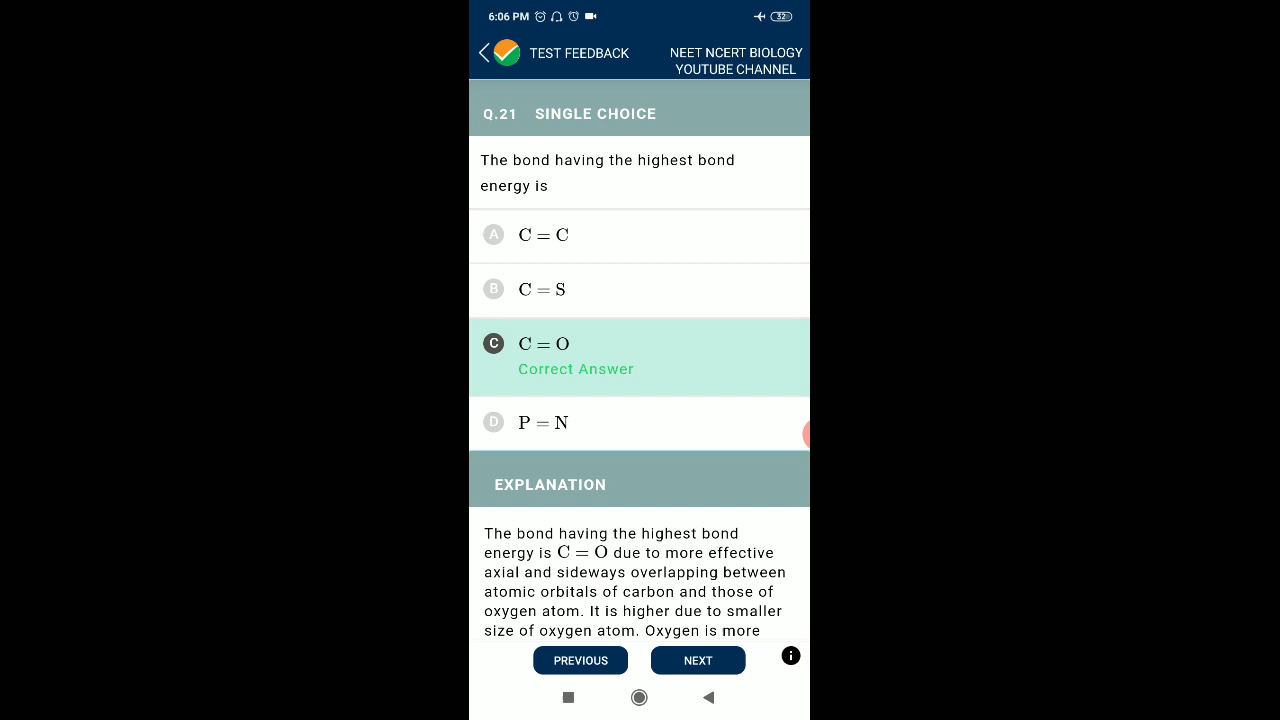 6:06 PM
32
TEST FEEDBACK
NEET NCERT BIOLOGY
YOUTUBE CHANNEL
Q.21 SINGLE CHOICE
The bond having the highest bond
energy is
A C = C
B C = S
C C = O
Correct Answer
D P = N
EXPLANATION
The bond having the highest bond
energy is C = O due to more effective
axial and sideways overlapping between
atomic orbitals of carbon and those of
oxygen atom. It is higher due to smaller
size of oxygen atom. Oxygen is more
PREVIOUS
NEXT
i